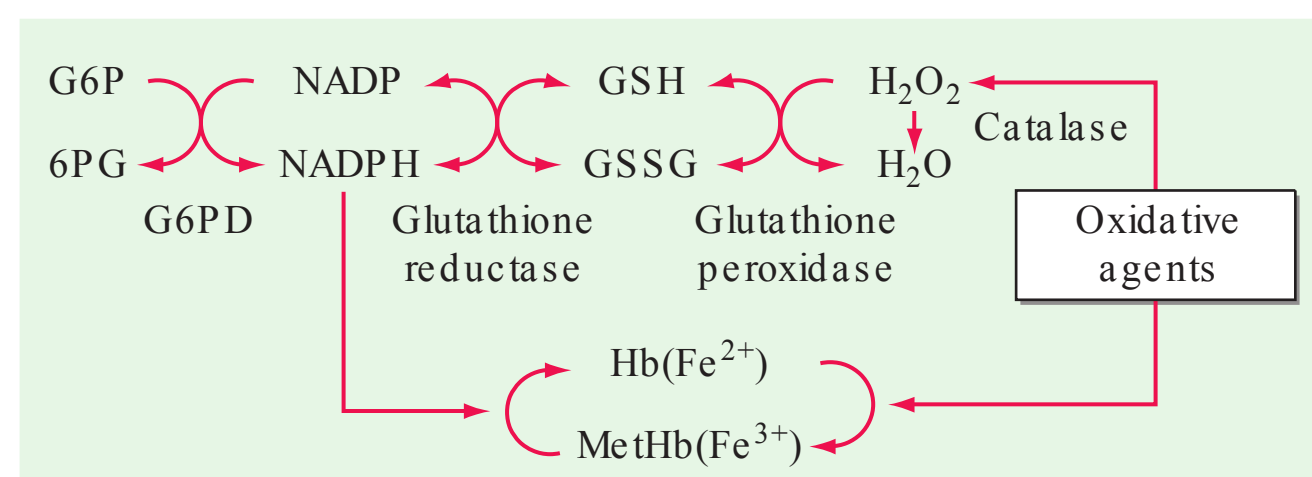 G6P NADP GSH H₂O₂
Catalase
6PG NADPH GSSG H₂O
G6PD Glutathione Glutathione Oxidative
reductase peroxidase agents
Hb(Fe²⁺)
MetHb(Fe³⁺)